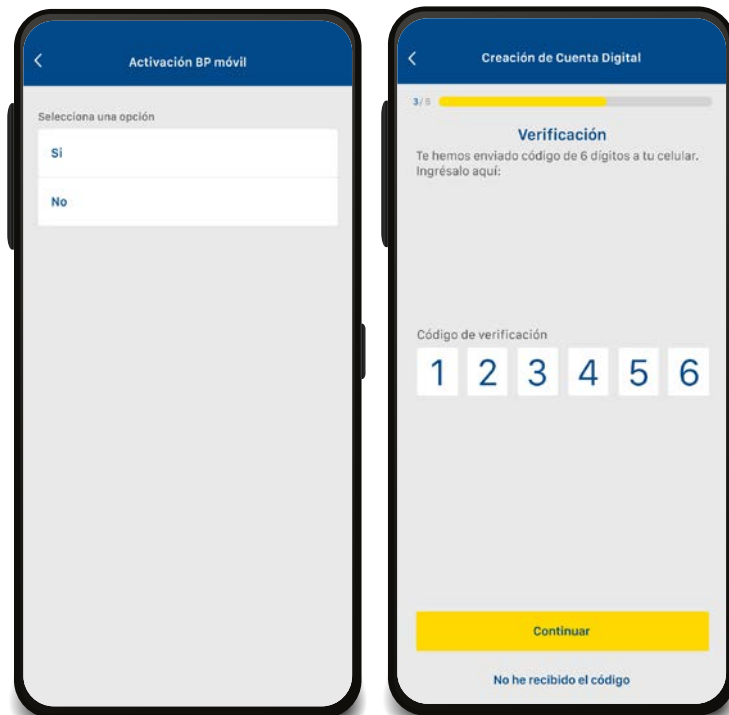 Activación BP móvil
Selecciona una opción
Si
No
Creación de Cuenta Digital
3/5
Verificación
Te hemos enviado código de 6 dígitos a tu celular.
Ingrésalo aquí:
Código de verificación
1 2 3 4 5 6
Continuar
No he recibido el código